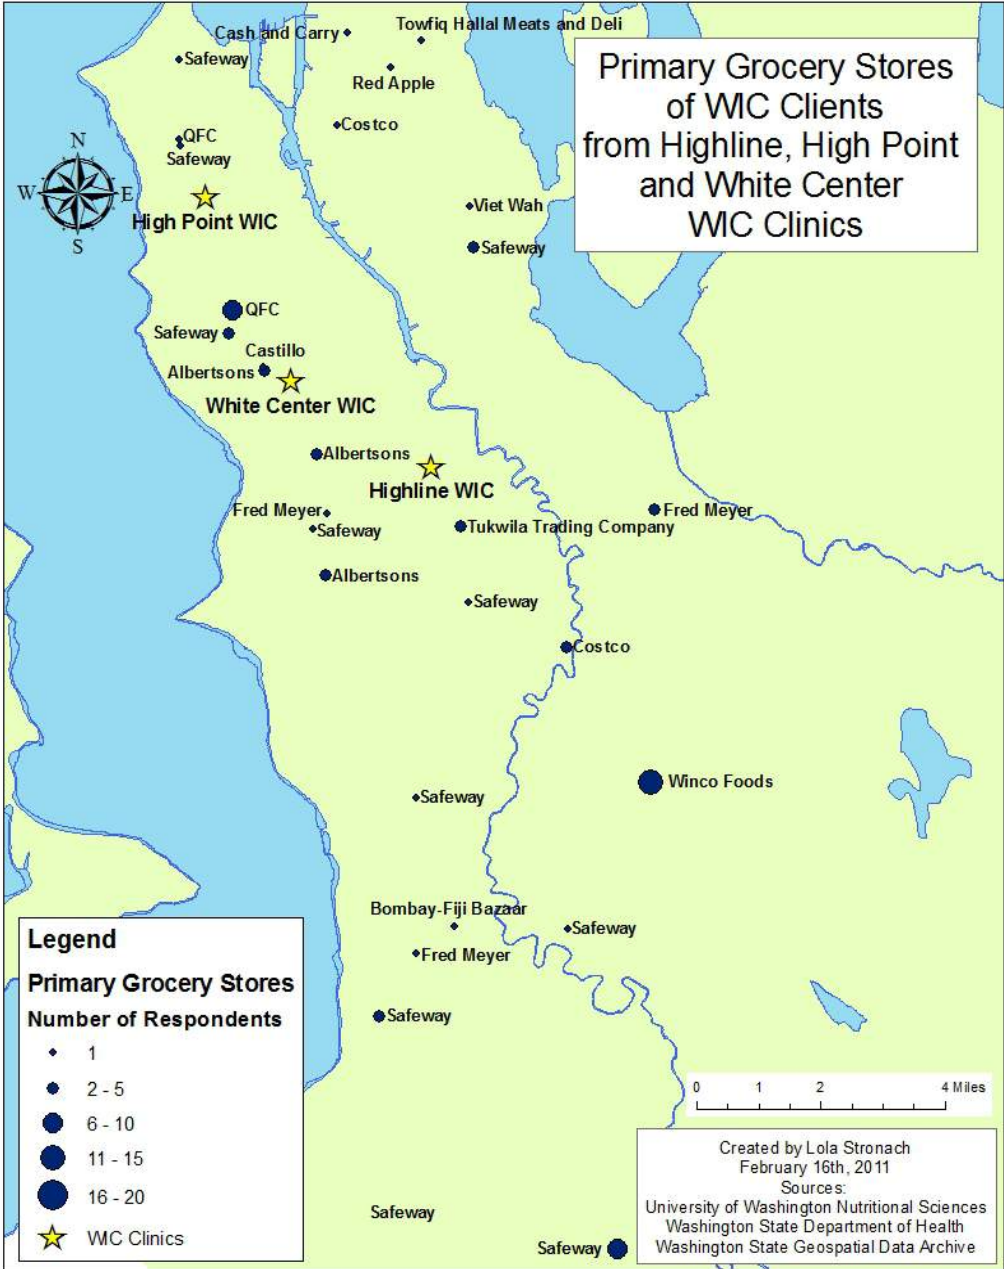 Cash and Carry
Towfiq Hallal Meats and Deli
Safeway
Red Apple
Primary Grocery Stores
of WIC Clients
from Highline, High Point
and White Center
WIC Clinics
QFC
Costco
Safeway
N
W E
S
High Point WIC
Viet Wah
Safeway
QFC
Safeway
Castillo
Albertsons
White Center WIC
Albertsons
Highline WIC
Fred Meyer
Safeway
Tukwila Trading Company
Fred Meyer
Albertsons
Safeway
Costco
Winco Foods
Safeway
Bombay-Fiji Bazaar
Safeway
Fred Meyer
Safeway
Legend
Primary Grocery Stores
Number of Respondents
1
2 - 5
6 - 10
11 - 15
16 - 20
WIC Clinics
0 1 2 4 Miles
Created by Lola Stronach
February 16th, 2011
Sources:
University of Washington Nutritional Sciences
Washington State Department of Health
Washington State Geospatial Data Archive
Safeway
Safeway